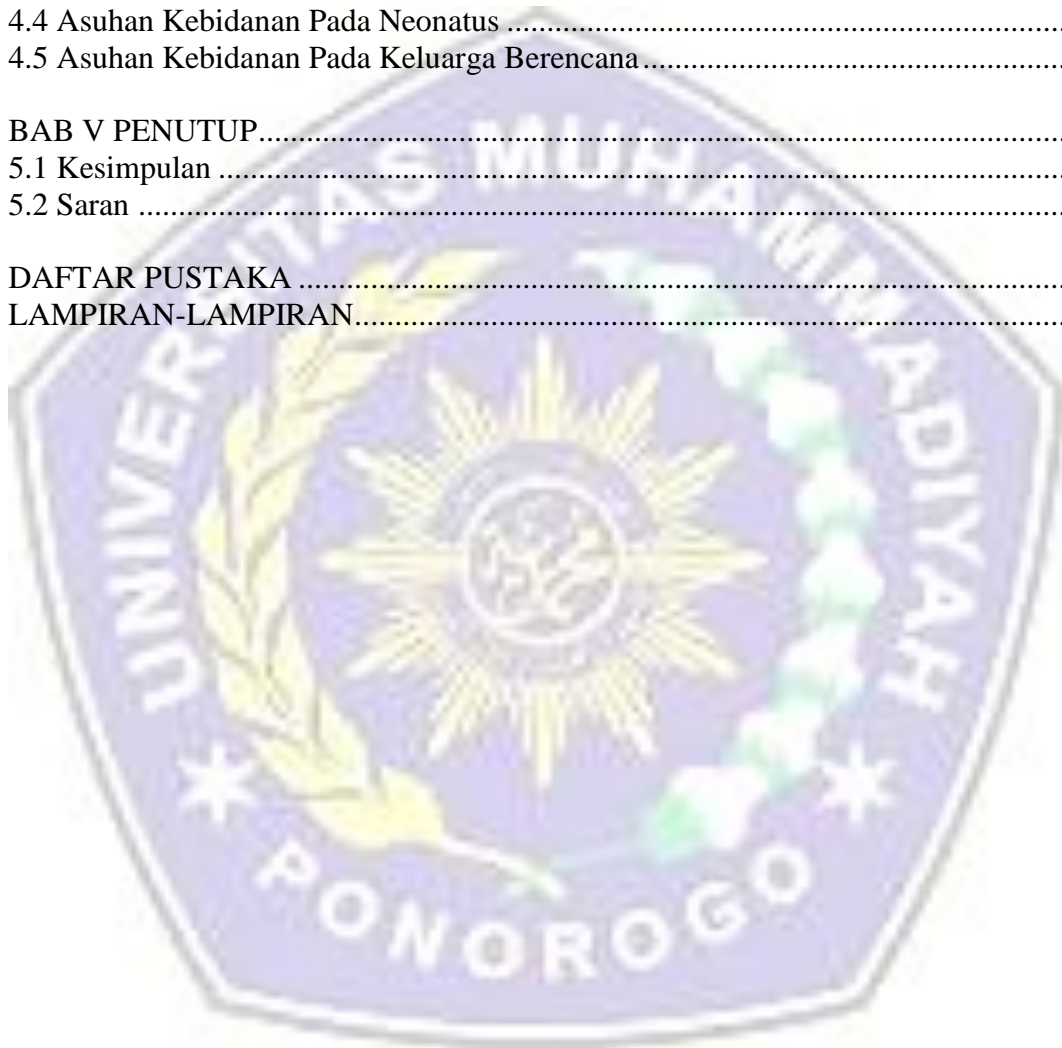 4.4 Asuhan Kebidanan Pada Neonatus ........................................................................
4.5 Asuhan Kebidanan Pada Keluarga Berencana ......................................................

BAB V PENUTUP.....................................................................................................
5.1 Kesimpulan ..........................................................................................................
5.2 Saran ....................................................................................................................

DAFTAR PUSTAKA ................................................................................................
LAMPIRAN-LAMPIRAN.........................................................................................
UNIVERSITAS MUHAMMADIYAH
PONOROGO